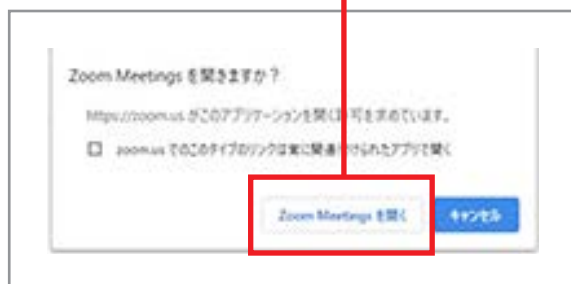 Zoom Meetings を開きますか？
https://zoom.us がこのアプリケーションを開く許可を求めています。
zoom.us でのこのタイプのリンクは常に関連付けられたアプリで開く
Zoom Meetings を開く
キャンセル